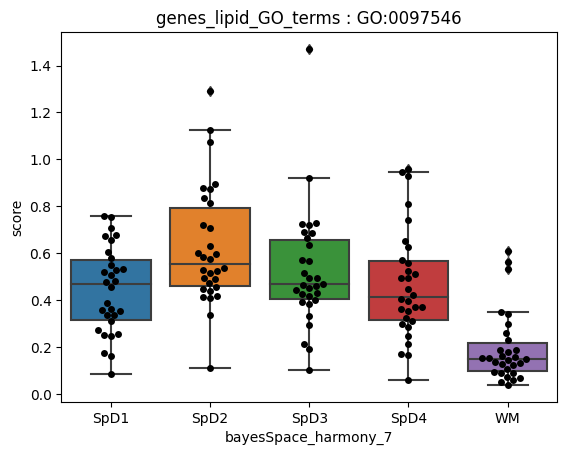 genes_lipid_GO_terms : GO:0097546
score
1.4
1.2
1.0
0.8
0.6
0.4
0.2
0.0
SpD1 SpD2 SpD3 SpD4 WM
bayesSpace_harmony_7